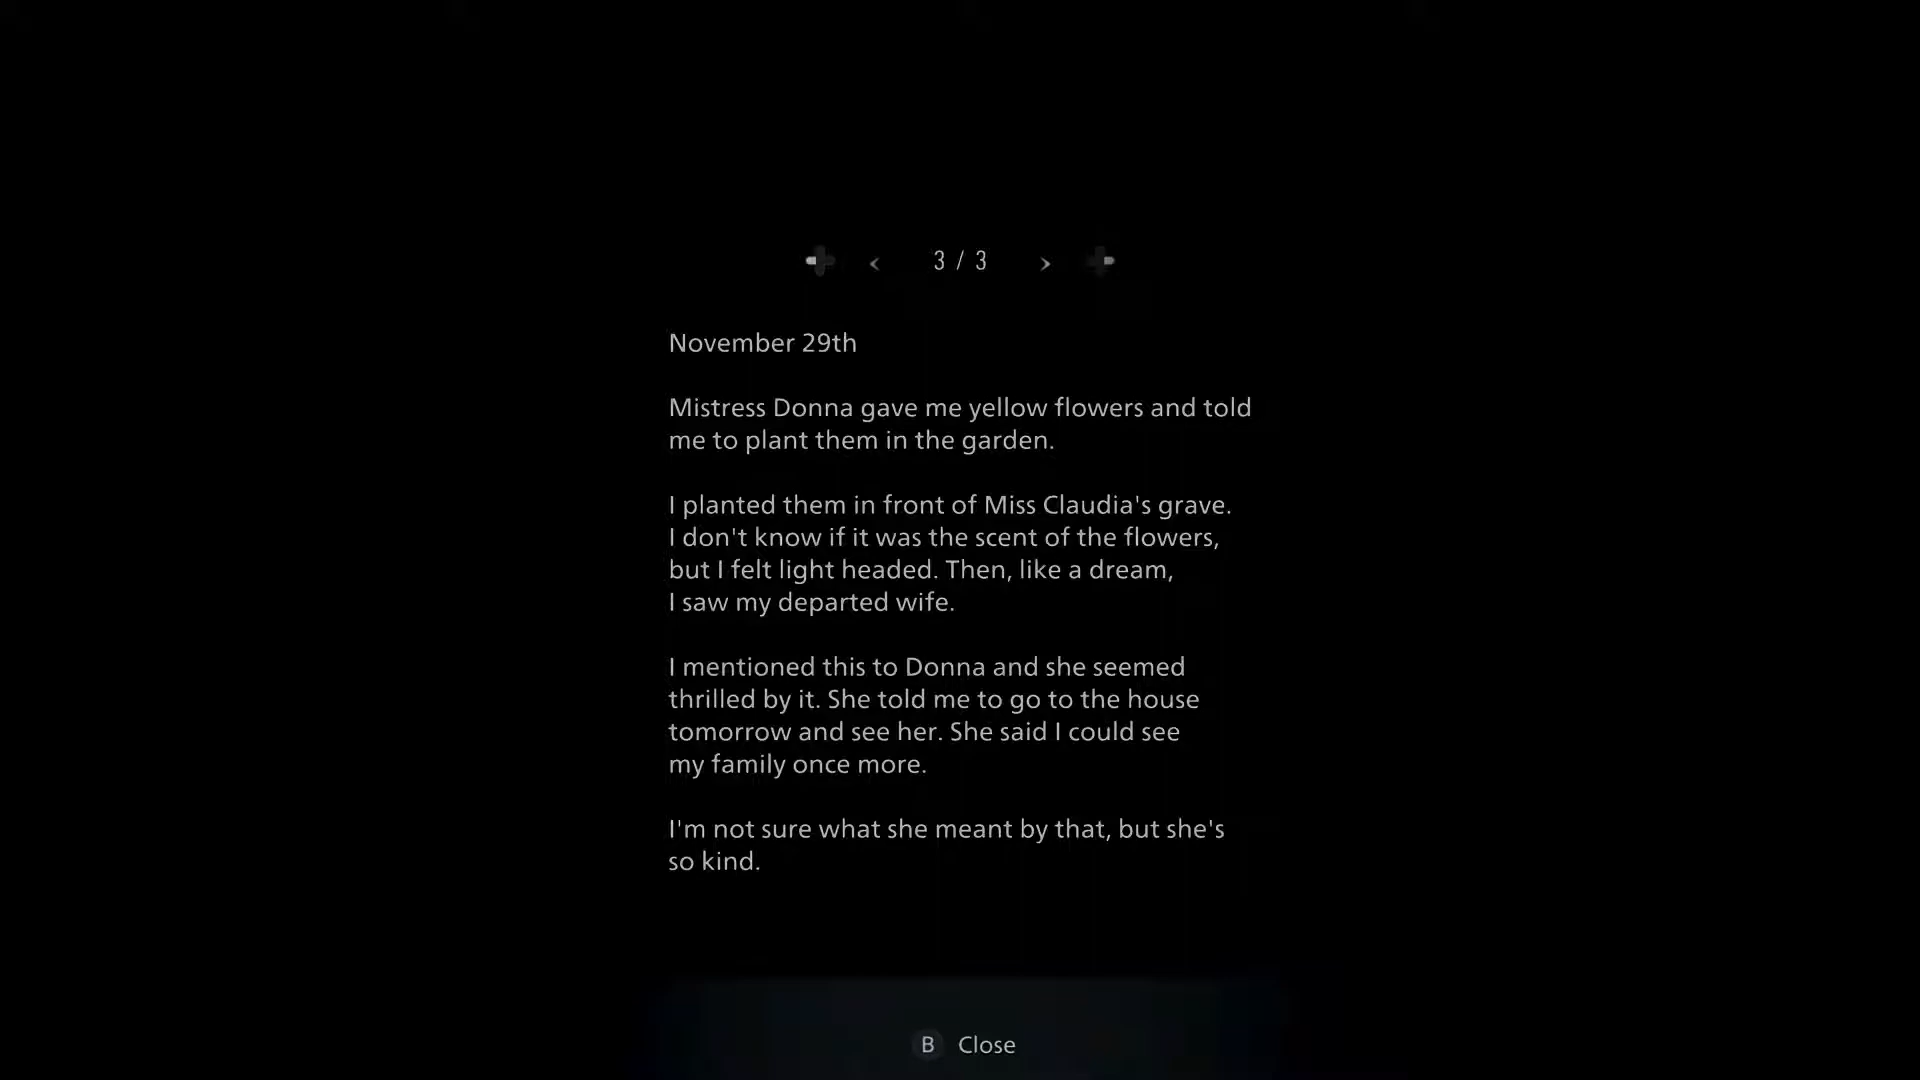 < 3 / 3 >
November 29th
Mistress Donna gave me yellow flowers and told
me to plant them in the garden.
I planted them in front of Miss Claudia's grave.
I don't know if it was the scent of the flowers,
but I felt light headed. Then, like a dream,
I saw my departed wife.
I mentioned this to Donna and she seemed
thrilled by it. She told me to go to the house
tomorrow and see her. She said I could see
my family once more.
I'm not sure what she meant by that, but she's
so kind.
B Close